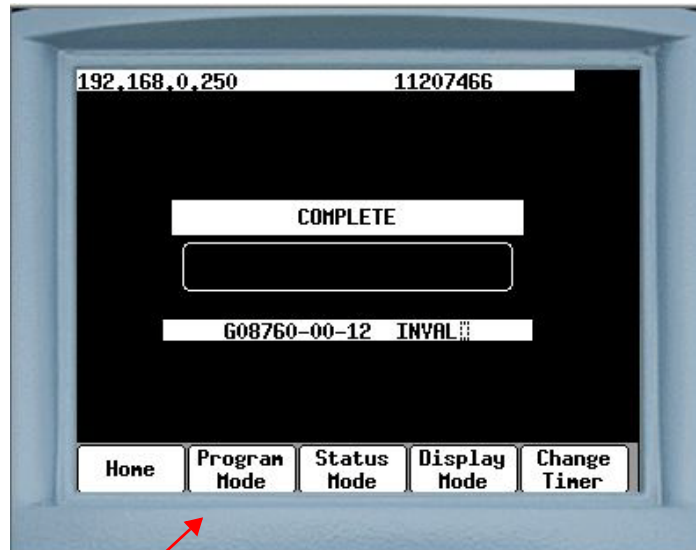 192.168.0.250 11207466
COMPLETE
G08760-00-12 INVAL
Home
Program
Mode
Status
Mode
Display
Mode
Change
Timer